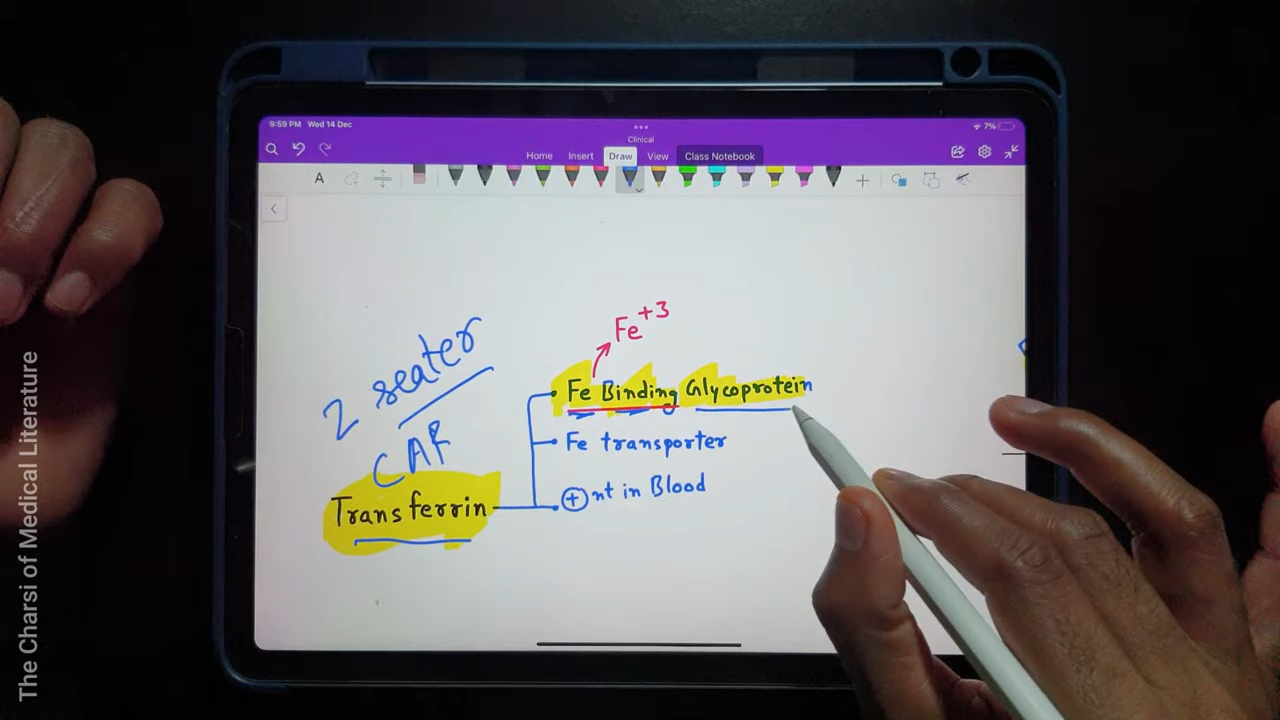 9:59 PM Wed 14 Dec
7%
Clinical
Home Insert Draw View Class Notebook
A
Fe+3
2 seater
CAR
Fe Binding Glycoprotein
Fe transporter
+nt in Blood
Transferrin
The Charsi of Medical Literature